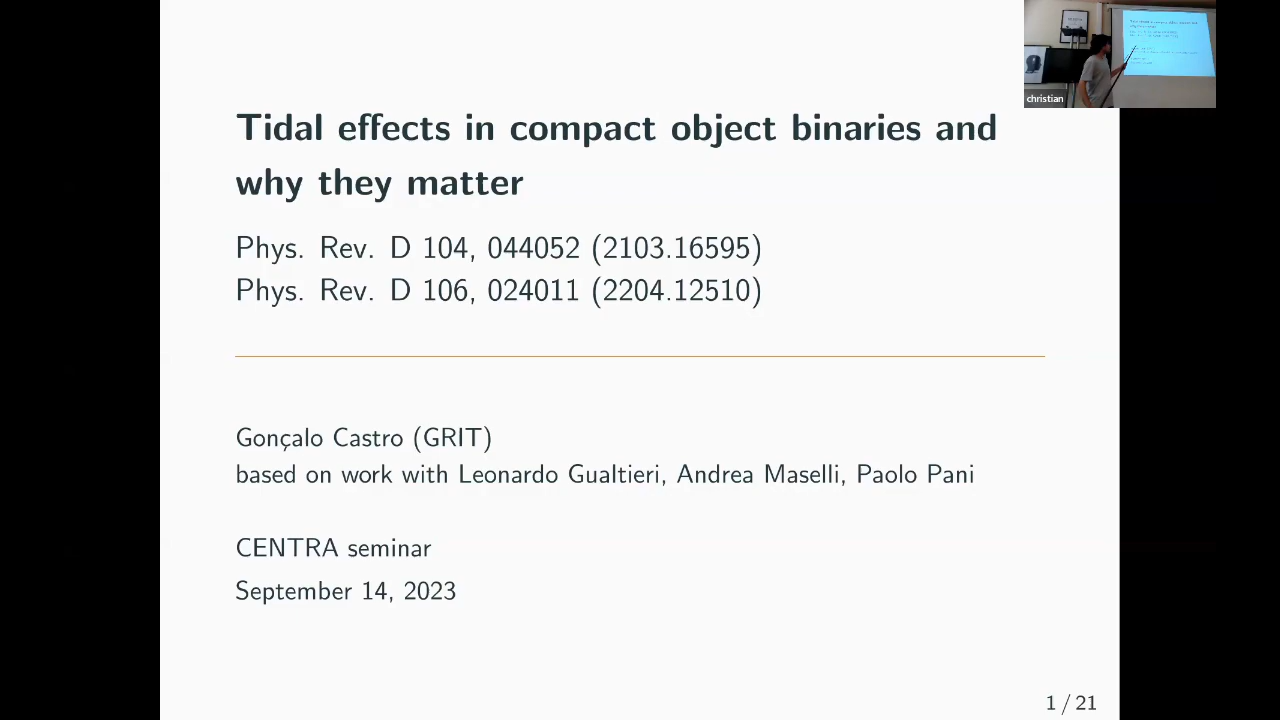 Tidal effects in compact object binaries and
why they matter
Phys. Rev. D 104, 044052 (2103.16595)
Phys. Rev. D 106, 024011 (2204.12510)
Gonçalo Castro (GRIT)
based on work with Leonardo Gualtieri, Andrea Maselli, Paolo Pani
CENTRA seminar
September 14, 2023
1 / 21
christian